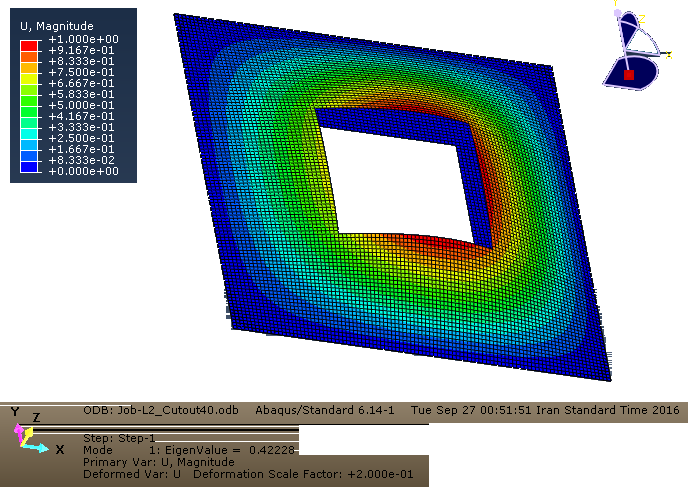 U, Magnitude
+1.000e+00
+9.167e-01
+8.333e-01
+7.500e-01
+6.667e-01
+5.833e-01
+5.000e-01
+4.167e-01
+3.333e-01
+2.500e-01
+1.667e-01
+8.333e-02
+0.000e+00
Y
Z
X
Y Z
X
ODB: Job-L2_Cutout40.odb Abaqus/Standard 6.14-1 Tue Sep 27 00:51:51 Iran Standard Time 2016
Step: Step-1
Mode 1: EigenValue = 0.42228
Primary Var: U, Magnitude
Deformed Var: U Deformation Scale Factor: +2.000e-01